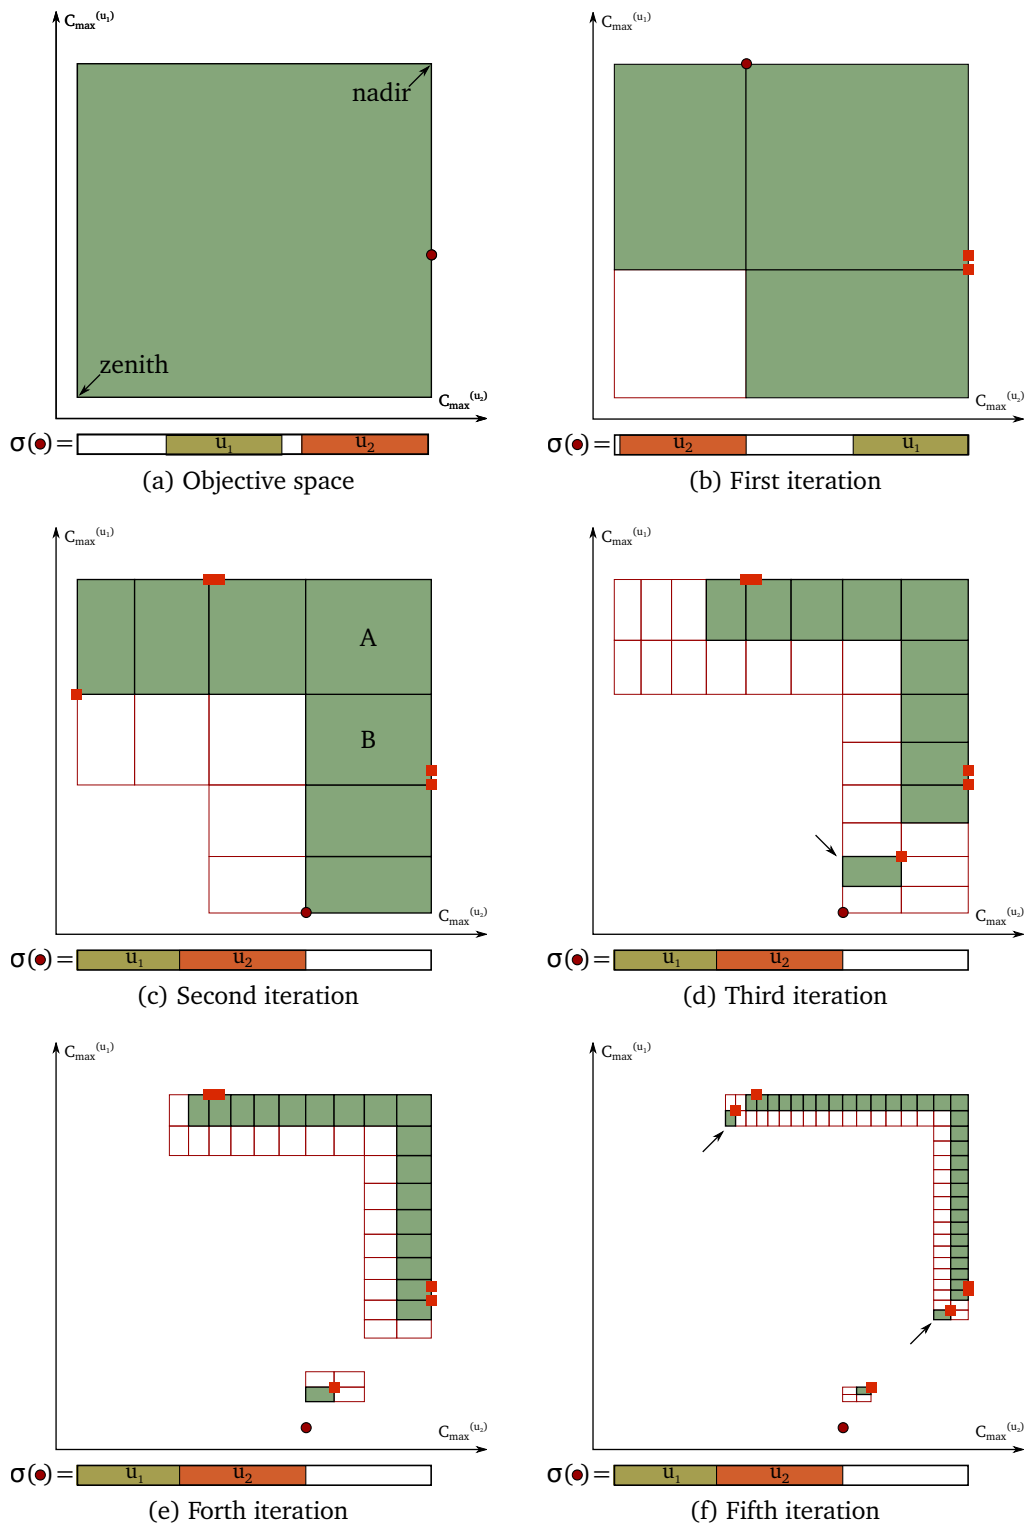 Cmax(u1)
nadir
zenith
Cmax(u2)
σ(·)= u1 u2
(a) Objective space
Cmax(u1)
Cmax(u2)
σ(·)= u2 u1
(b) First iteration
Cmax(u1)
A
B
Cmax(u2)
σ(·)= u1 u2
(c) Second iteration
Cmax(u1)
Cmax(u2)
σ(·)= u1 u2
(d) Third iteration
Cmax(u1)
Cmax(u2)
σ(·)= u1 u2
(e) Forth iteration
Cmax(u1)
Cmax(u2)
σ(·)= u1 u2
(f) Fifth iteration